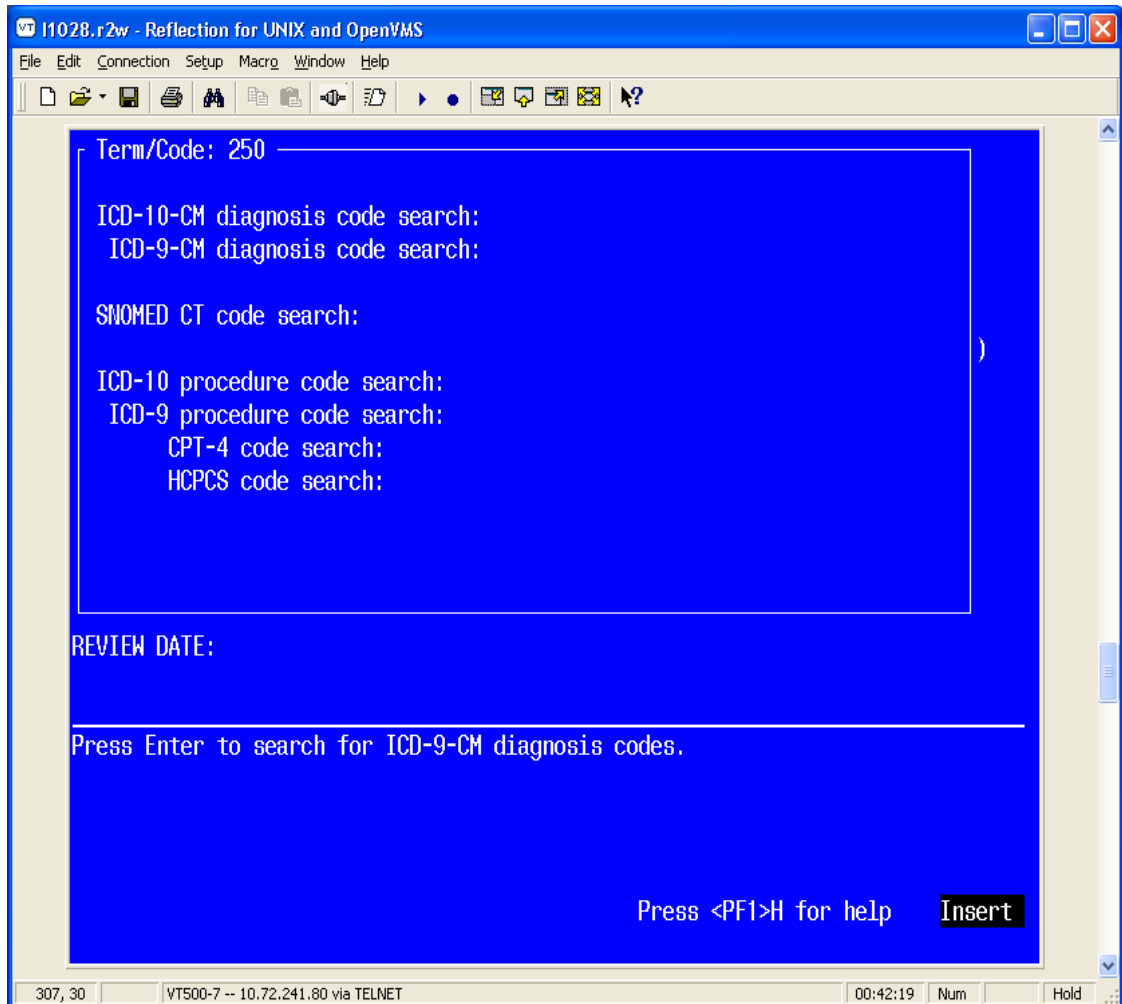 I1028.r2w - Reflection for UNIX and OpenVMS
File Edit Connection Setup Macro Window Help
Term/Code: 250
ICD-10-CM diagnosis code search:
ICD-9-CM diagnosis code search:
SNOMED CT code search:
)
ICD-10 procedure code search:
ICD-9 procedure code search:
CPT-4 code search:
HCPCS code search:
REVIEW DATE:
Press Enter to search for ICD-9-CM diagnosis codes.
Press <PF1>H for help Insert
307, 30 VT500-7 -- 10.72.241.80 via TELNET 00:42:19 Num Hold